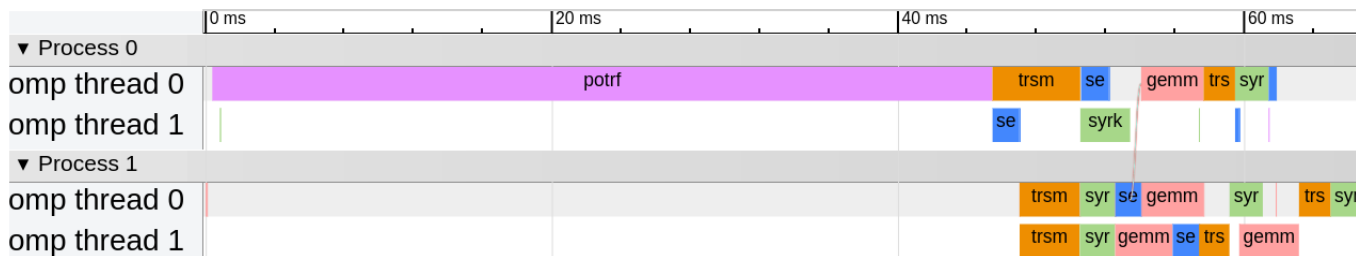 0 ms 20 ms 40 ms 60 ms
▼ Process 0
omp thread 0 potrf trsm se gemm trs syr
omp thread 1 se syrk
▼ Process 1
omp thread 0 trsm syr se gemm syr trs syr
omp thread 1 trsm syr gemm se trs gemm